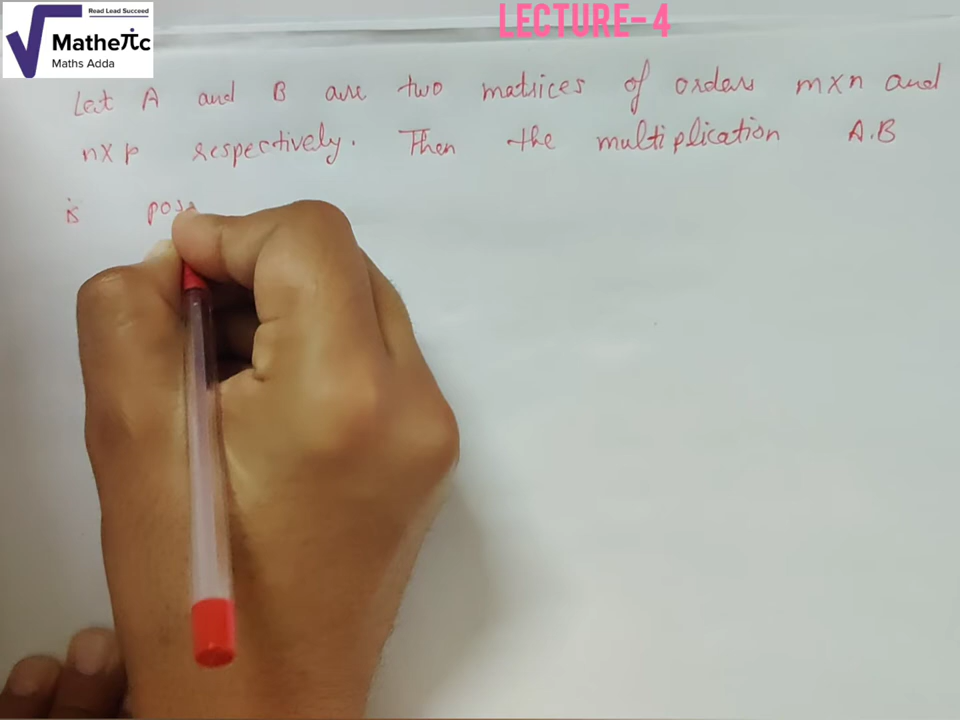 LECTURE-4
Read Lead Succeed
Matheπc
Maths Adda
Let A and B are two matrices of orders m×n and
n×p respectively. Then the multiplication A.B
is